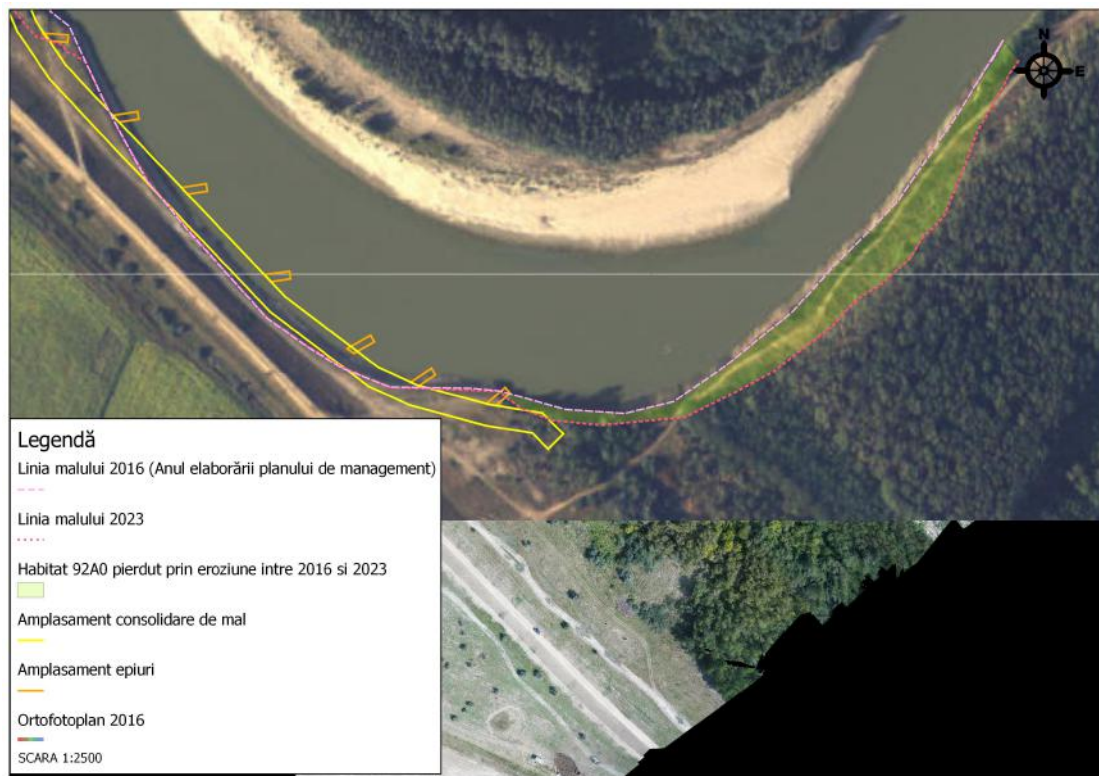 N
E
Legendă
Linia malului 2016 (Anul elaborării planului de management)
Linia malului 2023
Habitat 92A0 pierdut prin eroziune intre 2016 si 2023
Amplasament consolidare de mal
Amplasament epiuri
Ortofotoplan 2016
SCARA 1:2500